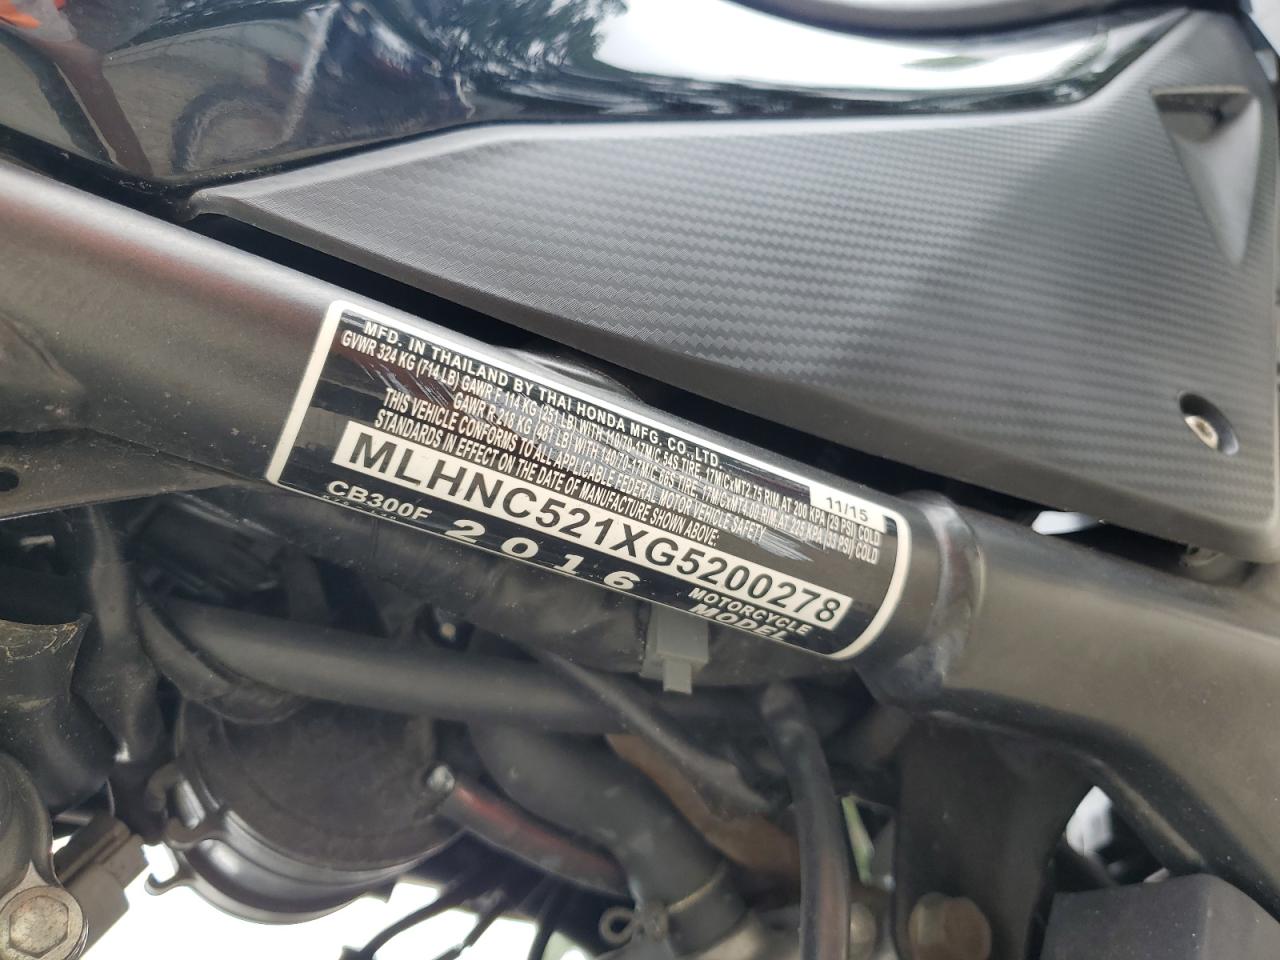 MFD. IN THAILAND BY THAI HONDA MFG. CO., LTD. 11/15
GVWR 324 KG (714 LB) GAWR F 114 KG (251 LB) WITH 110/70-17M/C 54S TIRE, 17M/CxMT2.75 RIM AT 200 KPA (29 PSI) COLD
GAWR R 218 KG (481 LB) WITH 140/70-17M/C 66S TIRE, 17M/CxMT4.00 RIM AT 225 KPA (33 PSI) COLD
THIS VEHICLE CONFORMS TO ALL APPLICABLE FEDERAL MOTOR VEHICLE SAFETY
STANDARDS IN EFFECT ON THE DATE OF MANUFACTURE SHOWN ABOVE:
MLHNC521XG5200278
CB300F 2016 MOTORCYCLE
MODEL